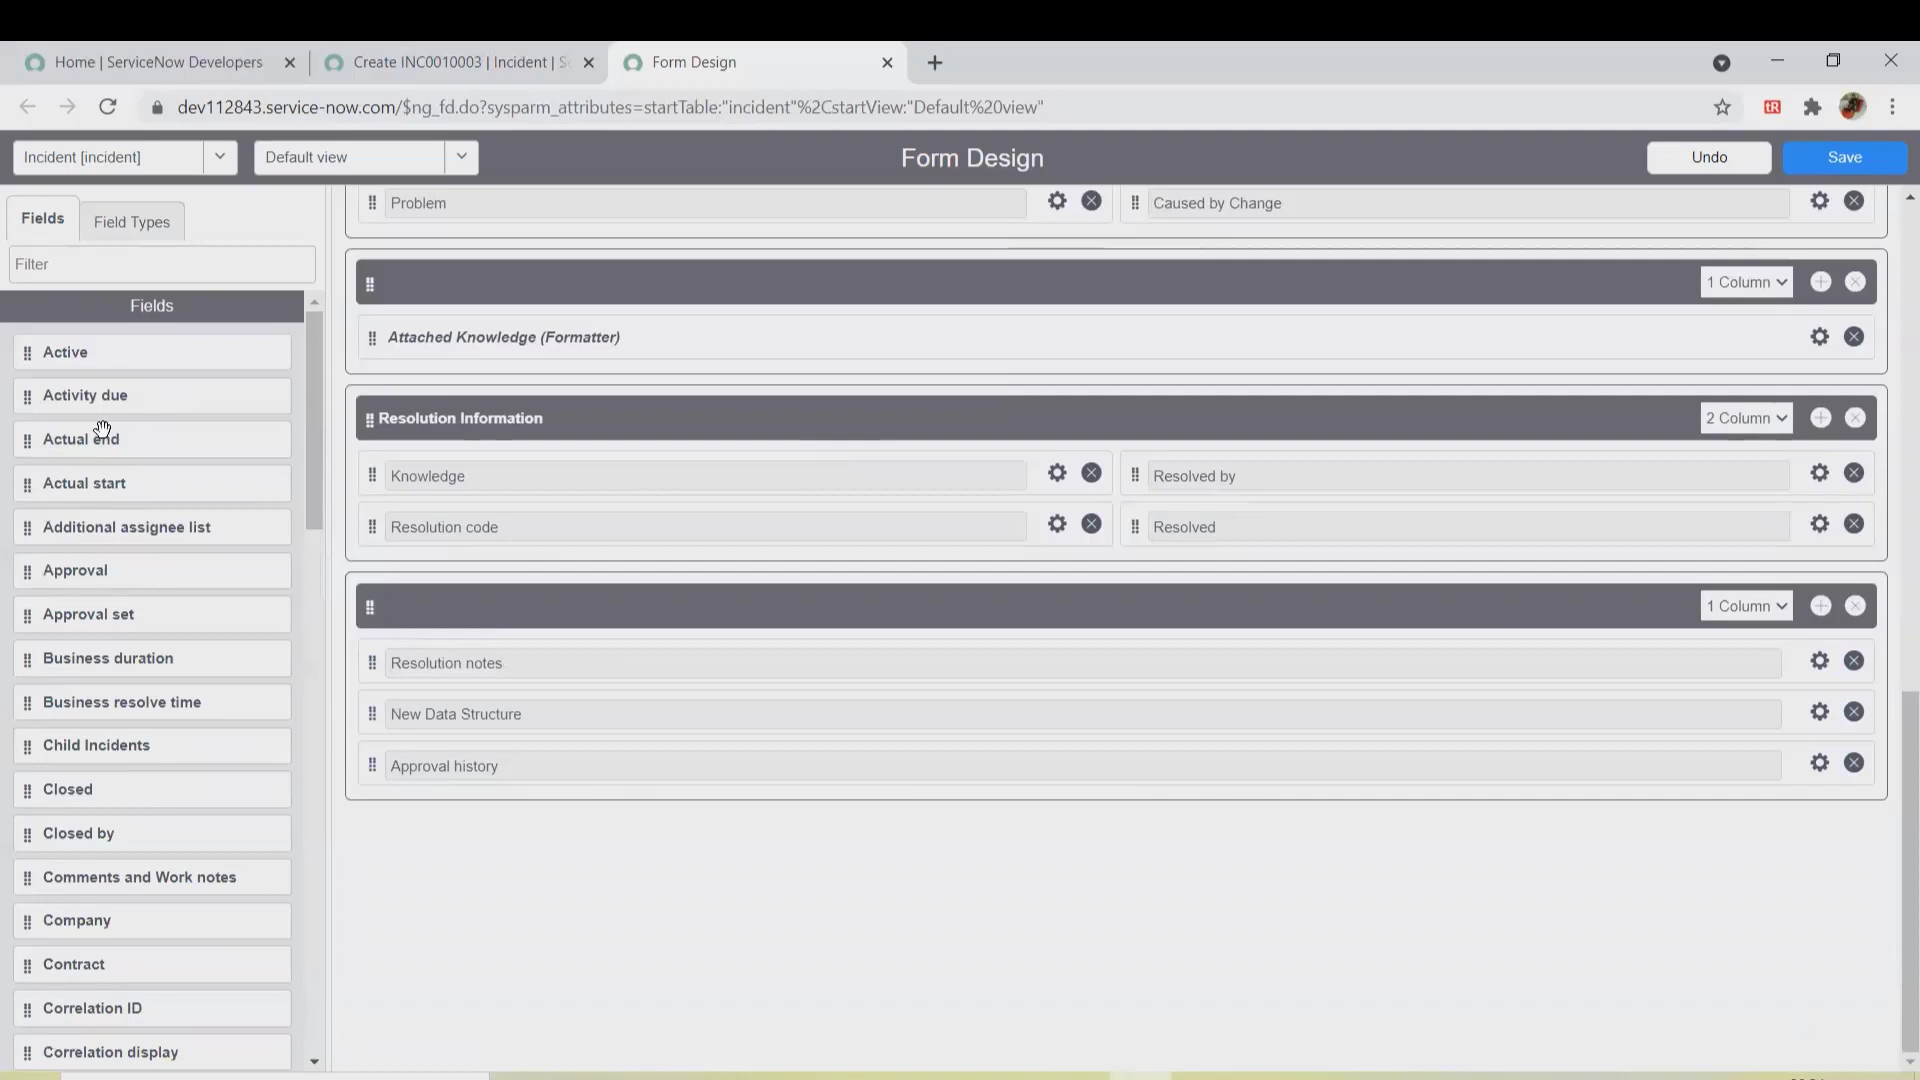 Home | ServiceNow Developers
Create INC0010003 | Incident | S
Form Design
dev112843.service-now.com/$ng_fd.do?sysparm_attributes=startTable:"incident"%2CstartView:"Default%20view"
tR
Incident [incident]
Default view
Form Design
Undo
Save
Fields
Field Types
Filter
Fields
Active
Activity due
Actual end
Actual start
Additional assignee list
Approval
Approval set
Business duration
Business resolve time
Child Incidents
Closed
Closed by
Comments and Work notes
Company
Contract
Correlation ID
Correlation display
Problem
Caused by Change
1 Column
Attached Knowledge (Formatter)
Resolution Information
2 Column
Knowledge
Resolved by
Resolution code
Resolved
1 Column
Resolution notes
New Data Structure
Approval history